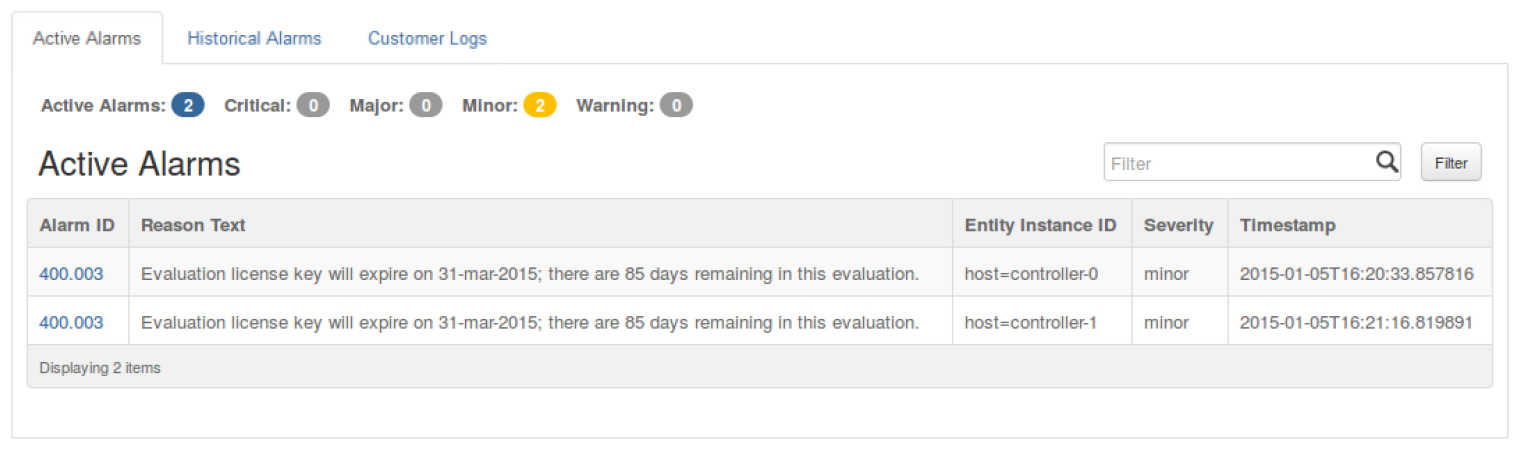 Active Alarms Historical Alarms Customer Logs
Active Alarms: 2 Critical: 0 Major: 0 Minor: 2 Warning: 0
Active Alarms
Filter Filter
Alarm ID Reason Text Entity Instance ID Severity Timestamp
400.003 Evaluation license key will expire on 31-mar-2015; there are 85 days remaining in this evaluation. host=controller-0 minor 2015-01-05T16:20:33.857816
400.003 Evaluation license key will expire on 31-mar-2015; there are 85 days remaining in this evaluation. host=controller-1 minor 2015-01-05T16:21:16.819891
Displaying 2 items